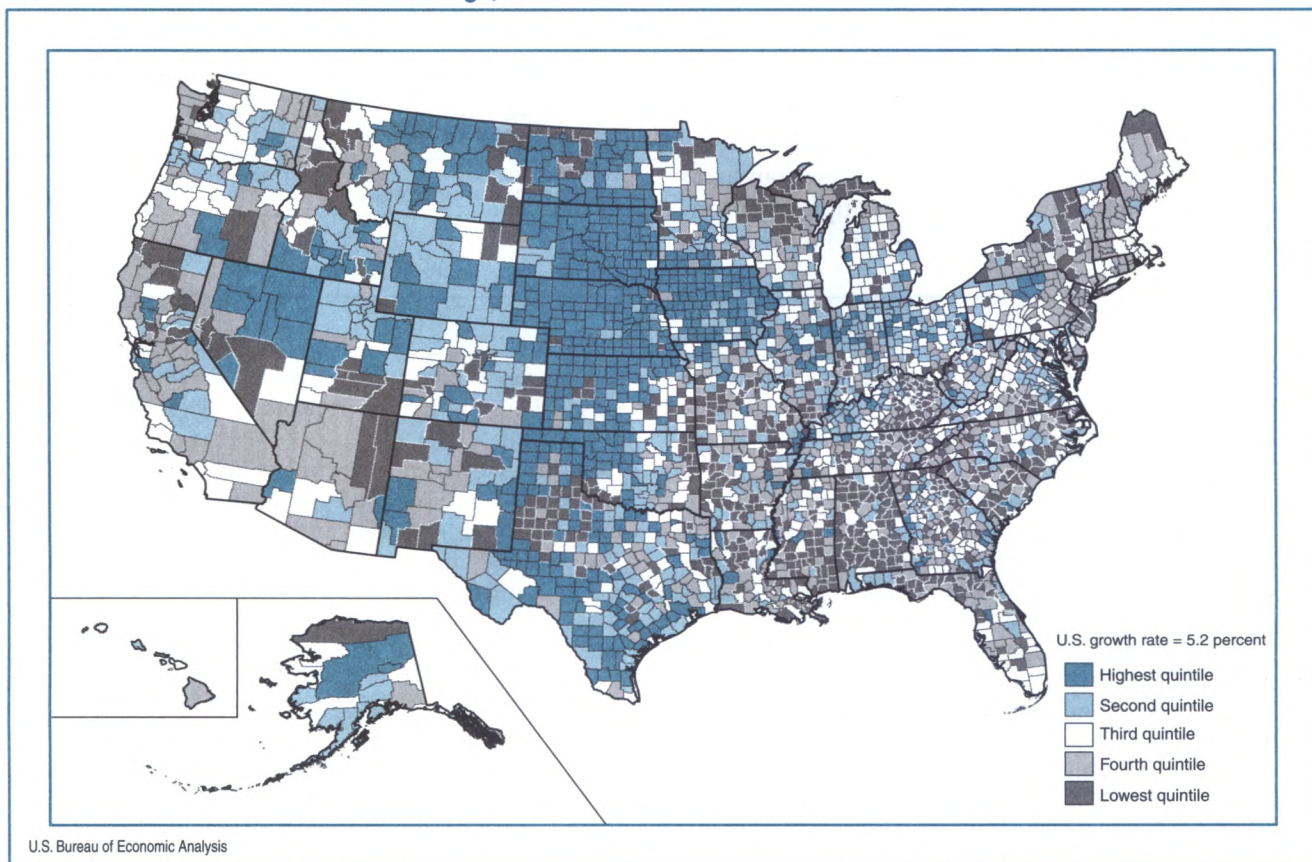 U.S. growth rate = 5.2 percent
Highest quintile
Second quintile
Third quintile
Fourth quintile
Lowest quintile
U.S. Bureau of Economic Analysis